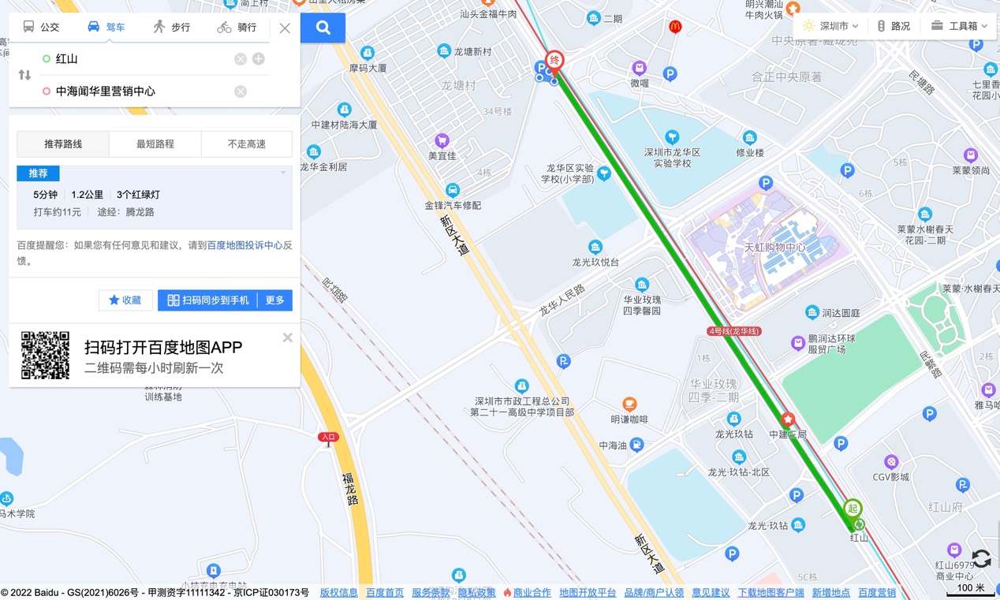 公交
驾车
步行
骑行
红山
中海闻华里营销中心
推荐路线
最短路程
不走高速
推荐
5分钟
1.2公里
3个红绿灯
打车约11元
途经：腾龙路
百度提醒您：如果您有任何意见和建议，请到百度地图投诉中心反
馈。
收藏
扫码同步到手机
更多
扫码打开百度地图APP
二维码需每小时刷新一次
训练基地
简上村
汕头金福牛肉
二期
明兴潮汕
牛肉火锅
深圳市
路况
工具箱
摩码大厦
龙塘新村
龙塘村
终
微喔
合正中央原著
民塘路
七里香
花园小
34号楼
中建材陆海大厦
美宜佳
龙华金利居
4栋
龙华区实验
学校(小学部)
深圳市龙华区
实验学校
修业楼
5栋
莱蒙领尚
6栋
金锋汽车修配
新区大道
莱蒙水榭春天
花园-二期
天虹购物中心
龙光玖悦台
民塘路
龙华人民路
华业玫瑰
四季馨园
莱蒙·水榭春天
润达圆庭
4号线(龙华线)
鹏润达环球
服贸广场
1栋
民繁路
2栋
华业玫瑰
四季-二期
雅马哈
深圳市市政工程总公司
第二十一高级中学项目部
明谦咖啡
龙光玖钻
中建三局
入口
中海油
龙光·玖钻-北区
CGV影城
福龙路
马术学院
红山府
起
龙光·玖钻
红山
新区大道
红山6979
商业中心
5C栋
小桔充电充电站
100 米
© 2022 Baidu - GS(2021)6026号 - 甲测资字11111342 - 京ICP证030173号
版权信息
百度首页
服务条款
隐私政策
商业合作
地图开放平台
品牌/商户认领
意见建议
下载地图客户端
新增地点
百度营销